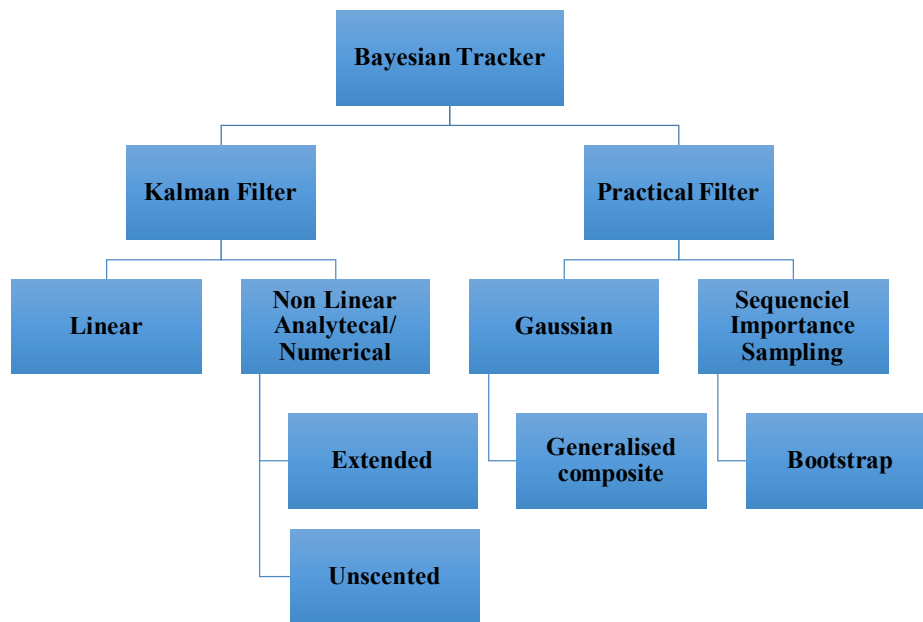 Bayesian Tracker
Kalman Filter
Practical Filter
Linear
Non Linear
Analytecal/
Numerical
Gaussian
Sequenciel
Importance
Sampling
Extended
Generalised
composite
Bootstrap
Unscented